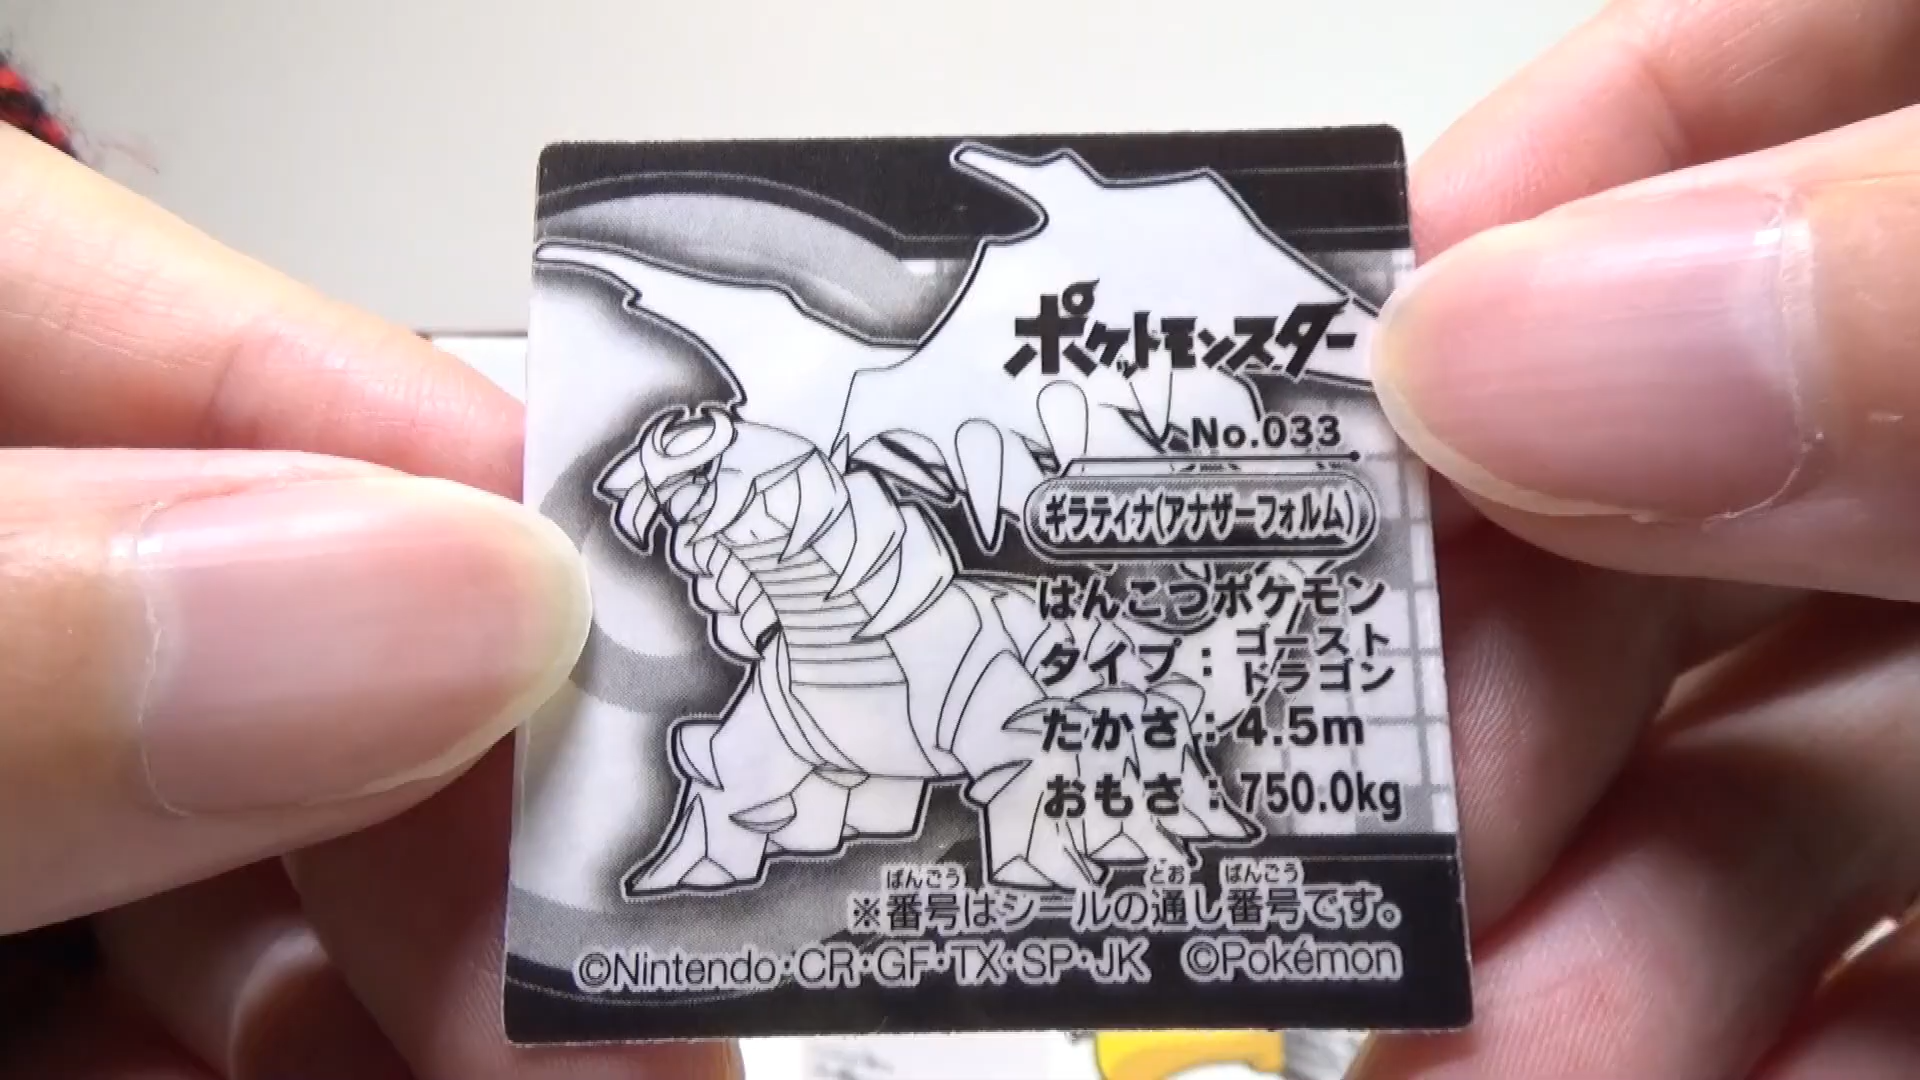 ポケットモンスター
No.033
ギラティナ(アナザーフォルム)
はんこつポケモン
タイプ：ゴースト
ドラゴン
たかさ：4.5m
おもさ：750.0kg
ばんごう とお ばんごう
※番号はシールの通し番号です。
©Nintendo・CR・GF・TX・SP・JK ©Pokémon